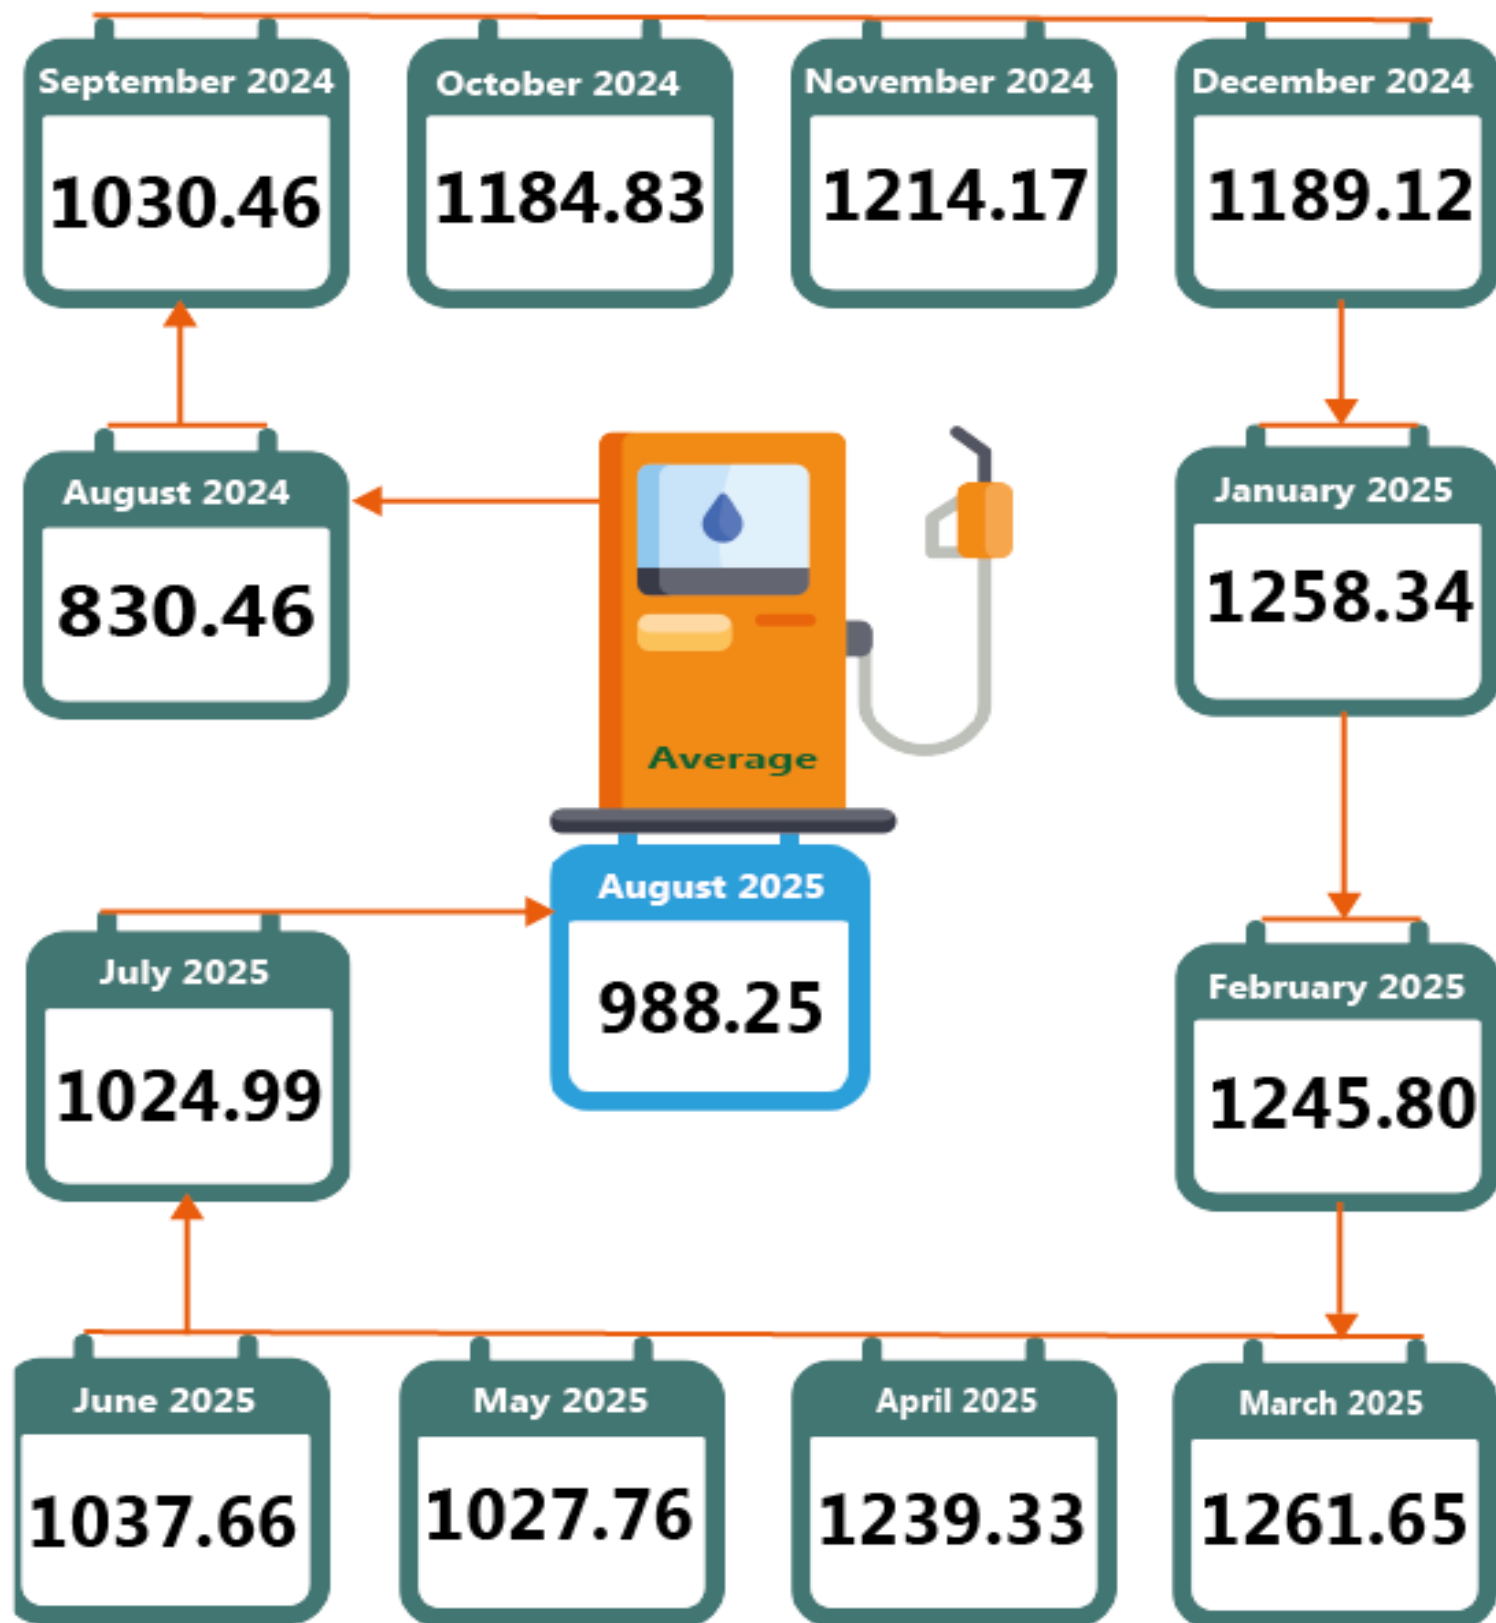 September 2024
1030.46
October 2024
1184.83
November 2024
1214.17
December 2024
1189.12
August 2024
830.46
January 2025
1258.34
Average
August 2025
988.25
July 2025
1024.99
February 2025
1245.80
June 2025
1037.66
May 2025
1027.76
April 2025
1239.33
March 2025
1261.65